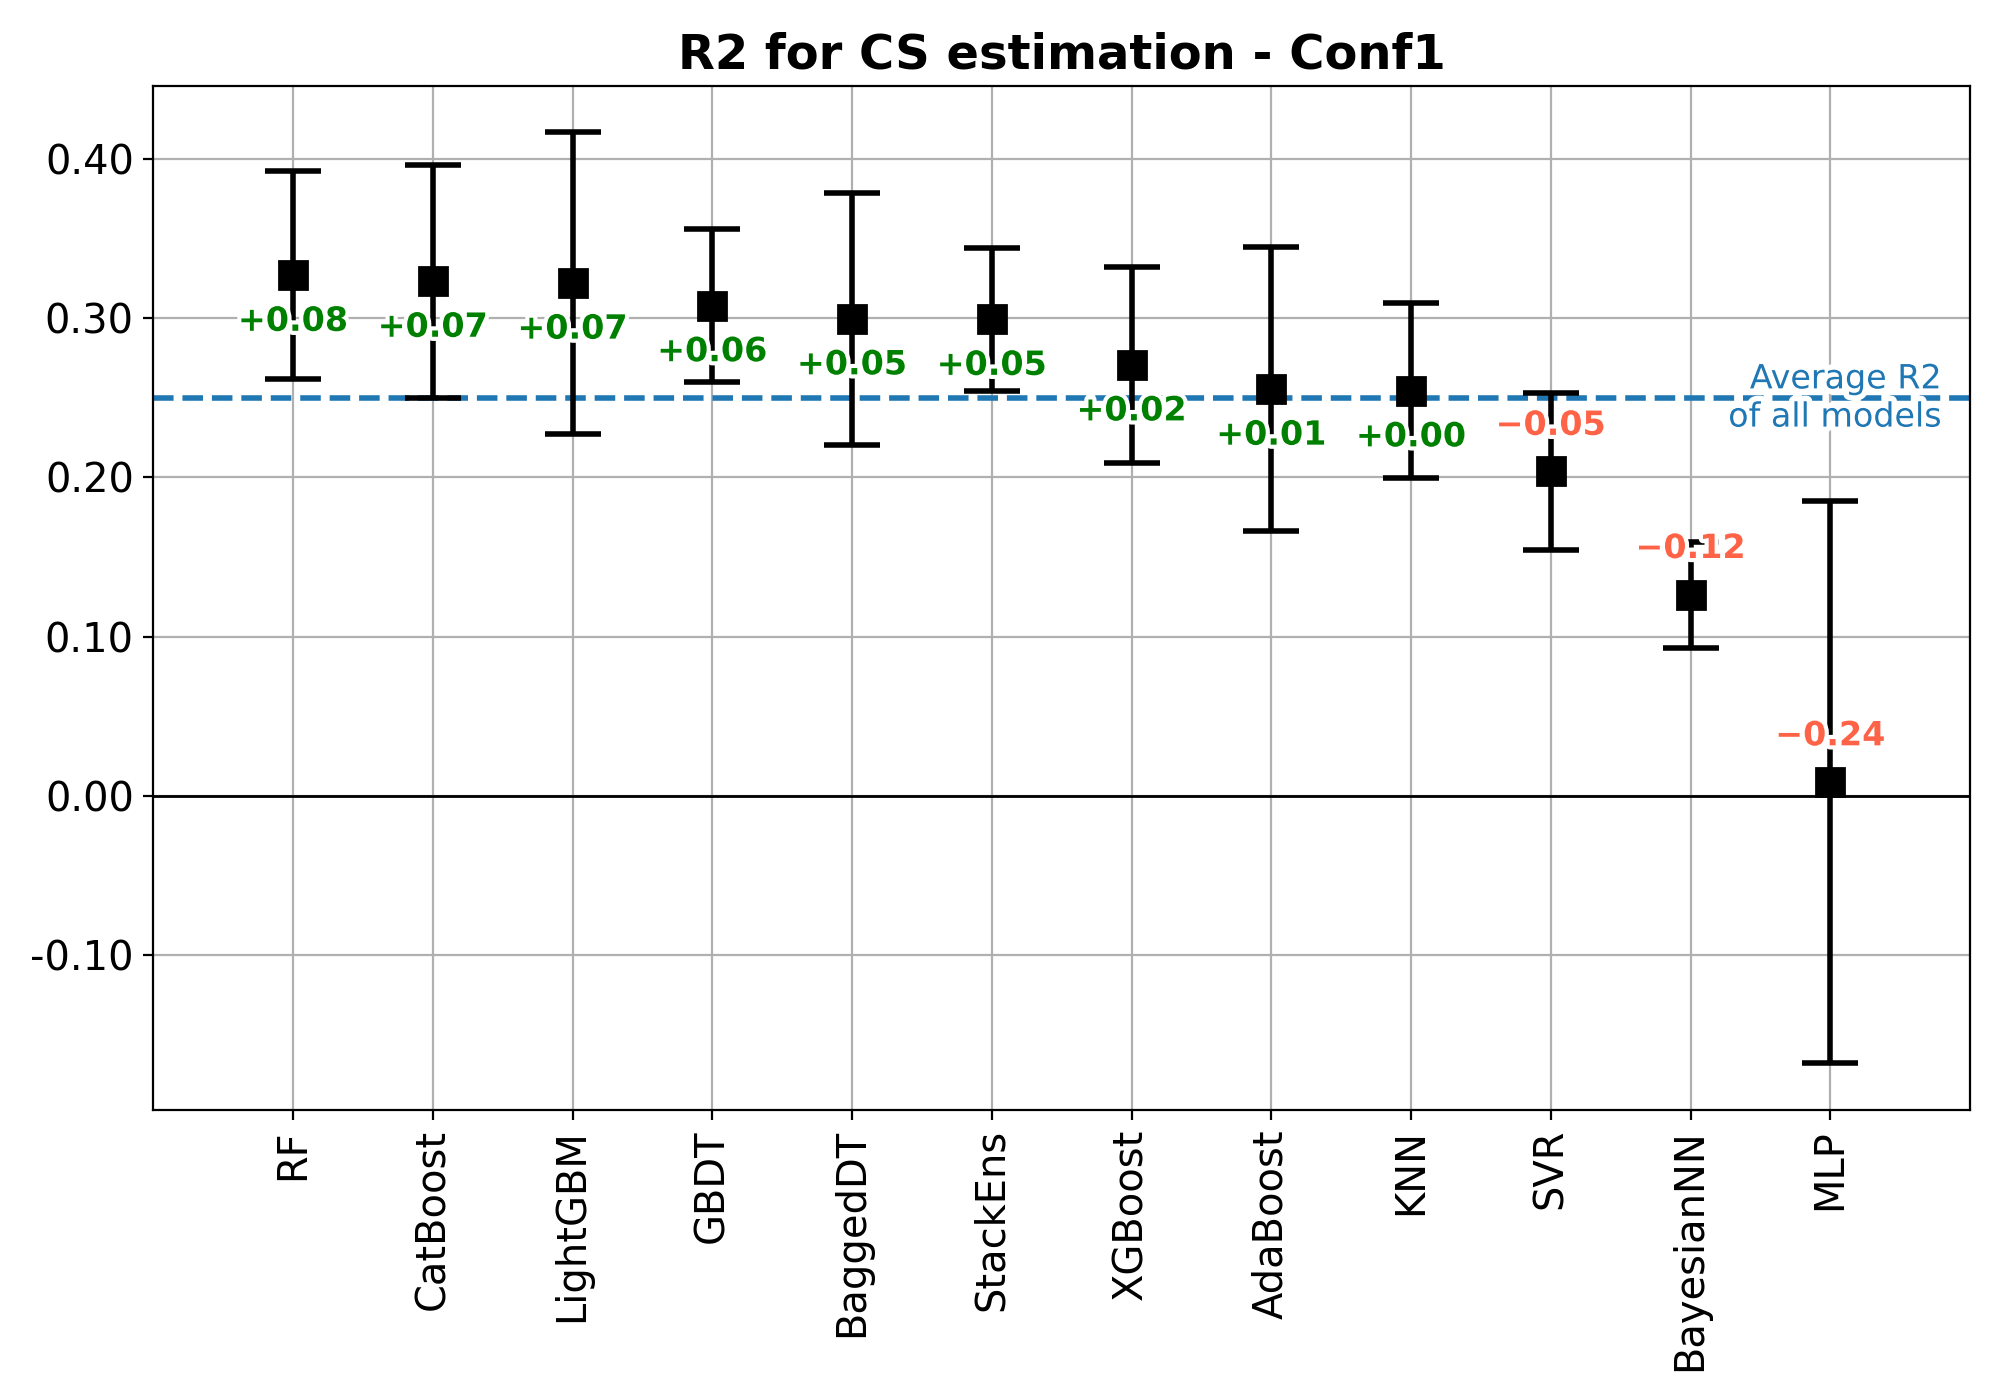 R2 for CS estimation - Conf1
0.40
0.30
0.20
0.10
0.00
-0.10
+0.08
+0.07
+0.07
+0.06
+0.05
+0.05
+0.02
+0.01
+0.00
−0.05
−0.12
−0.24
Average R2
of all models
RF
CatBoost
LightGBM
GBDT
BaggedDT
StackEns
XGBoost
AdaBoost
KNN
SVR
BayesianNN
MLP